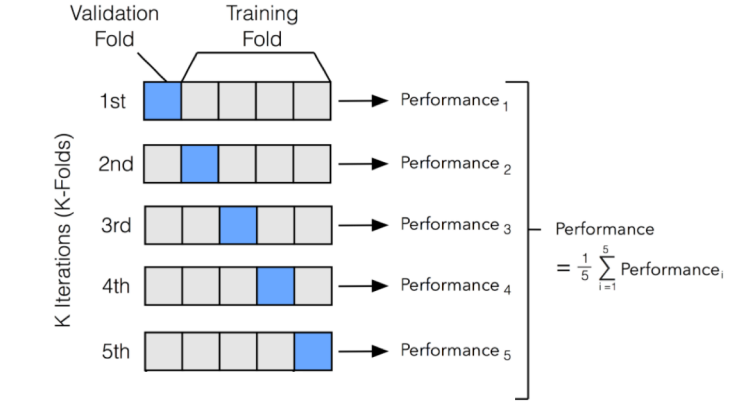 Validation
Fold
Training
Fold
K Iterations (K-Folds)
1st
Performance 1
2nd
Performance 2
3rd
Performance 3
4th
Performance 4
5th
Performance 5
Performance
= 1/5 5 ∑ i=1 Performance i